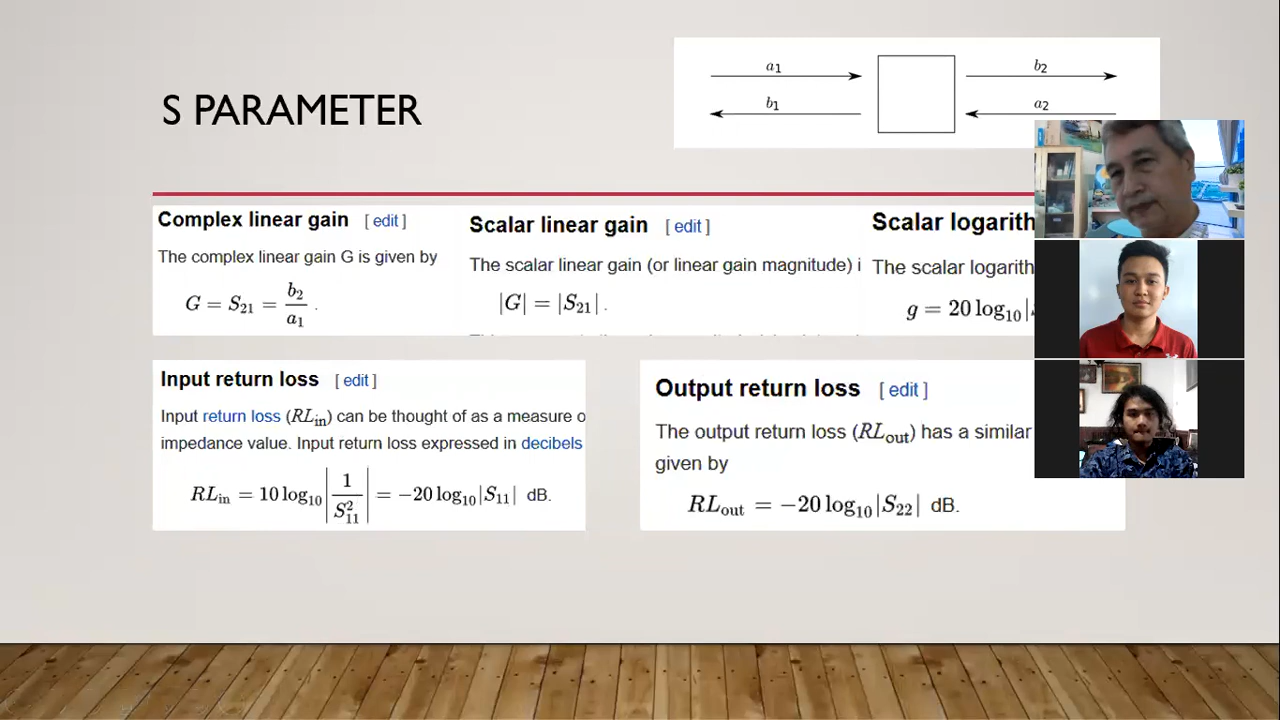 a1
b2
b1
a2
S PARAMETER
Complex linear gain [ edit ]
The complex linear gain G is given by
G = S21 = b2/a1 .
Scalar linear gain [ edit ]
The scalar linear gain (or linear gain magnitude) i
|G| = |S21| .
Scalar logarith
The scalar logarith
g = 20 log10 |
Input return loss [ edit ]
Input return loss (RLin) can be thought of as a measure o
impedance value. Input return loss expressed in decibels
RLin = 10 log10 |1/S11²| = −20 log10 |S11| dB.
Output return loss [ edit ]
The output return loss (RLout) has a similar
given by
RLout = −20 log10 |S22| dB.